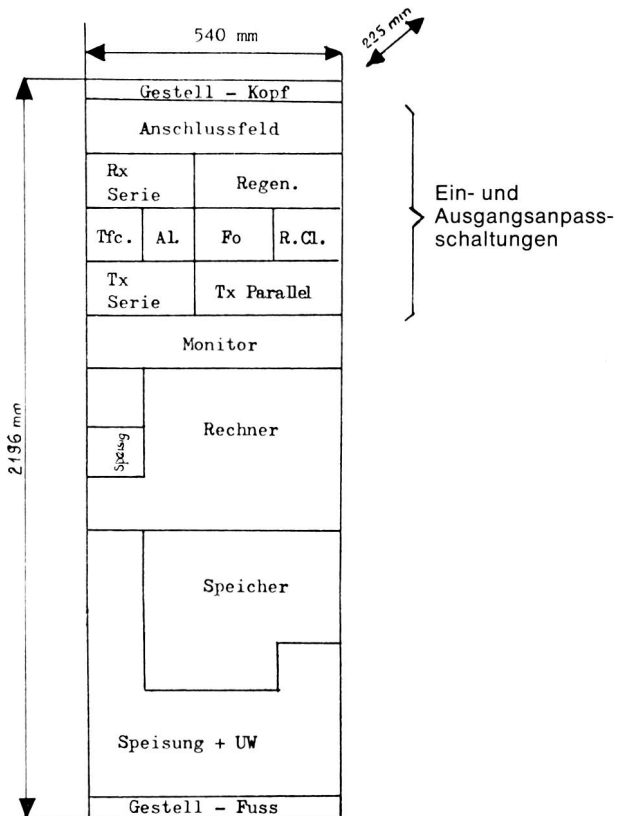 540 mm
225 mm
Gestell - Kopf
Anschlussfeld
Rx
Serie
Regen.
Ein- und
Ausgangsanpass-
schaltungen
Tfc.
Al.
Fo
R.Cl.
Tx
Serie
Tx Parallel
Monitor
2196 mm
Rechner
Speisg
Speicher
Speisung + UW
Gestell - Fuss